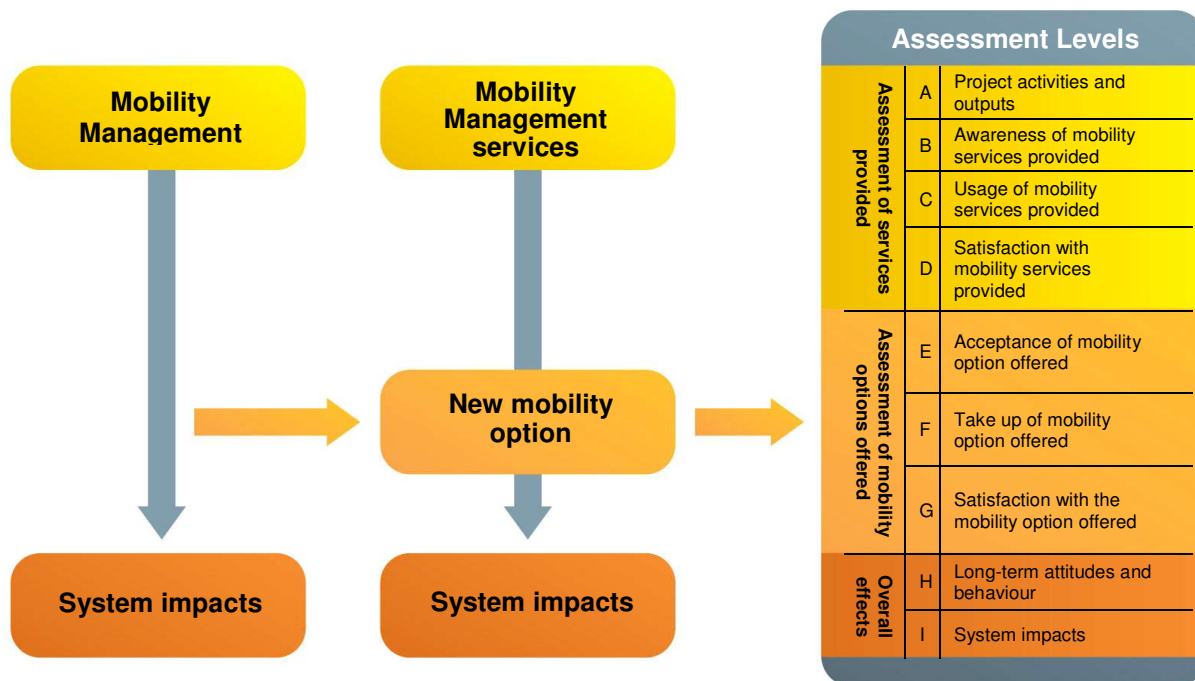 Mobility
Management
System impacts
Mobility
Management
services
New mobility
option
System impacts
Assessment Levels
Assessment of services
provided
A
Project activities and
outputs
B
Awareness of mobility
services provided
C
Usage of mobility
services provided
D
Satisfaction with
mobility services
provided
Assessment of mobility
options offered
E
Acceptance of mobility
option offered
F
Take up of mobility
option offered
G
Satisfaction with the
mobility option offered
Overall
effects
H
Long-term attitudes and
behaviour
I
System impacts